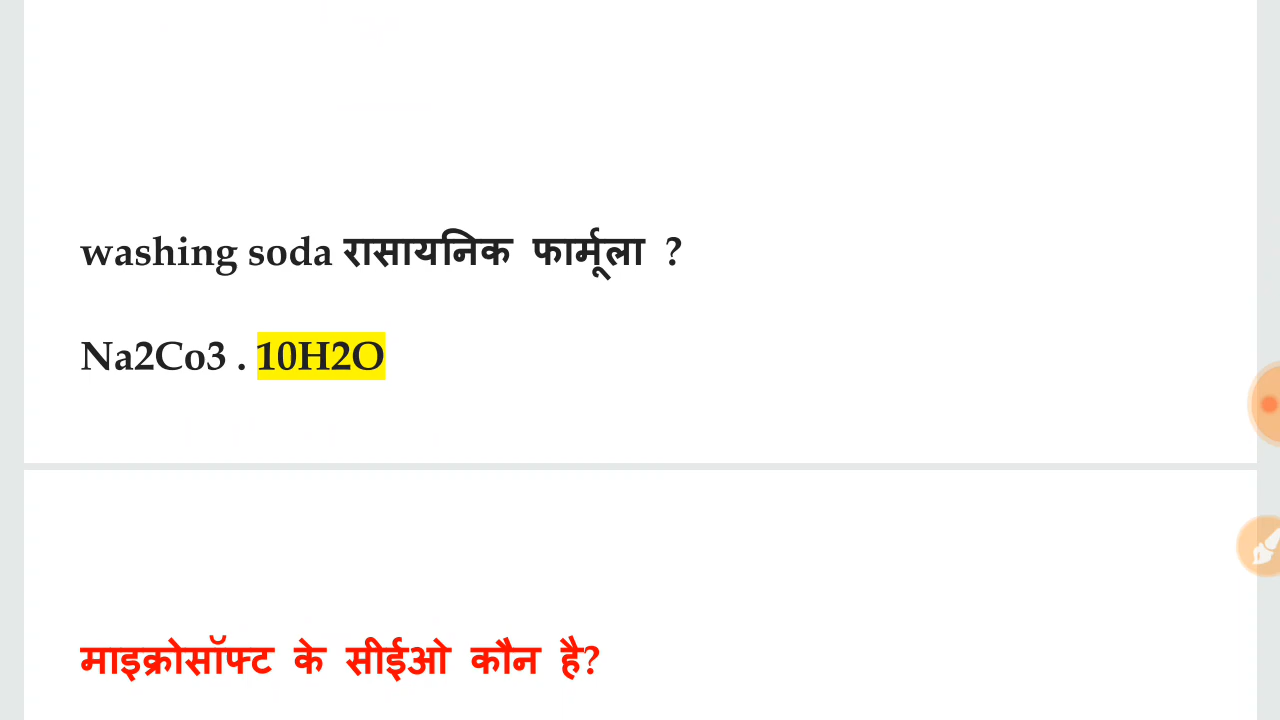 washing soda रासायनिक फार्मूला ?
Na2Co3 . 10H2O
माइक्रोसॉफ्ट के सीईओ कौन है?